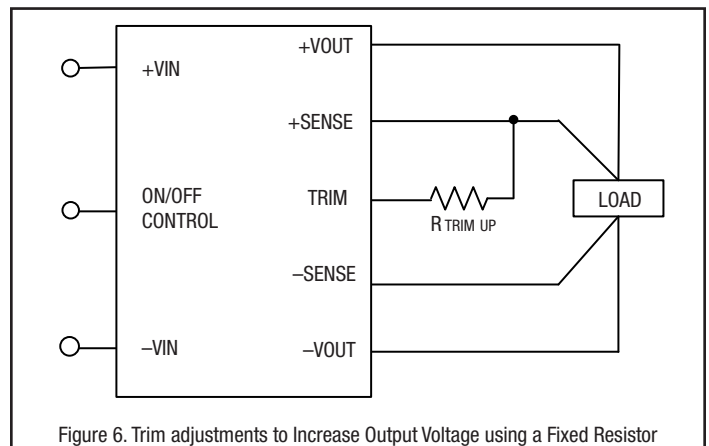 +VOUT
+VIN
+SENSE
ON/OFF
CONTROL
TRIM
R TRIM UP
LOAD
–SENSE
–VIN
–VOUT
Figure 6. Trim adjustments to Increase Output Voltage using a Fixed Resistor